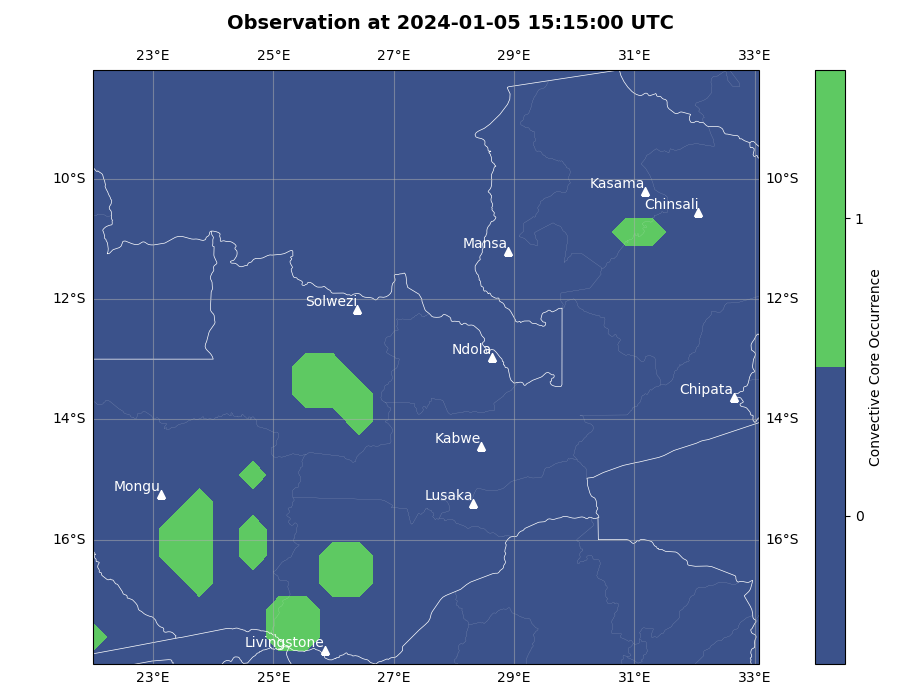 Observation at 2024-01-05 15:15:00 UTC
23°E 25°E 27°E 29°E 31°E 33°E
10°S 10°S
Kasama
Chinsali
Mansa
12°S 12°S
Solwezi
Ndola
Chipata
14°S 14°S
Kabwe
Mongu
Lusaka
16°S 16°S
Livingstone
23°E 25°E 27°E 29°E 31°E 33°E
1
0
Convective Core Occurrence